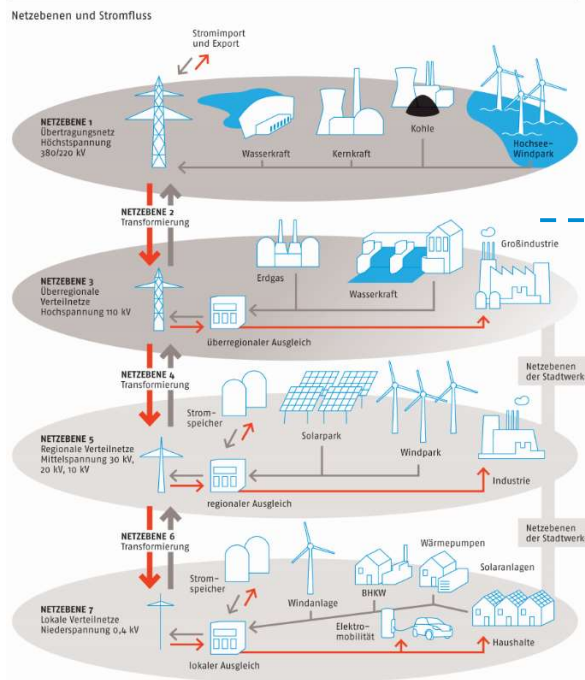 Netzebenen und Stromfluss
Stromimport
und Export
NETZEBENE 1
Übertragungsnetz
Höchstspannung
380/220 kV
Wasserkraft
Kernkraft
Kohle
Hochsee-
Windpark
NETZEBENE 2
Transformierung
NETZEBENE 3
Überregionale
Verteilnetze
Hochspannung 110 kV
Erdgas
Wasserkraft
Großindustrie
überregionaler Ausgleich
NETZEBENE 4
Transformierung
Netzebenen
der Stadtwerk
NETZEBENE 5
Regionale Verteilnetze
Mittelspannung 30 kV,
20 kV, 10 kV
Strom-
speicher
Solarpark
Windpark
Industrie
regionaler Ausgleich
NETZEBENE 6
Transformierung
Netzebenen
der Stadtwerk
NETZEBENE 7
Lokale Verteilnetze
Niederspannung 0,4 kV
Strom-
speicher
Windanlage
BHKW
Wärmepumpen
Solaranlagen
Elektro-
mobilität
Haushalte
lokaler Ausgleich